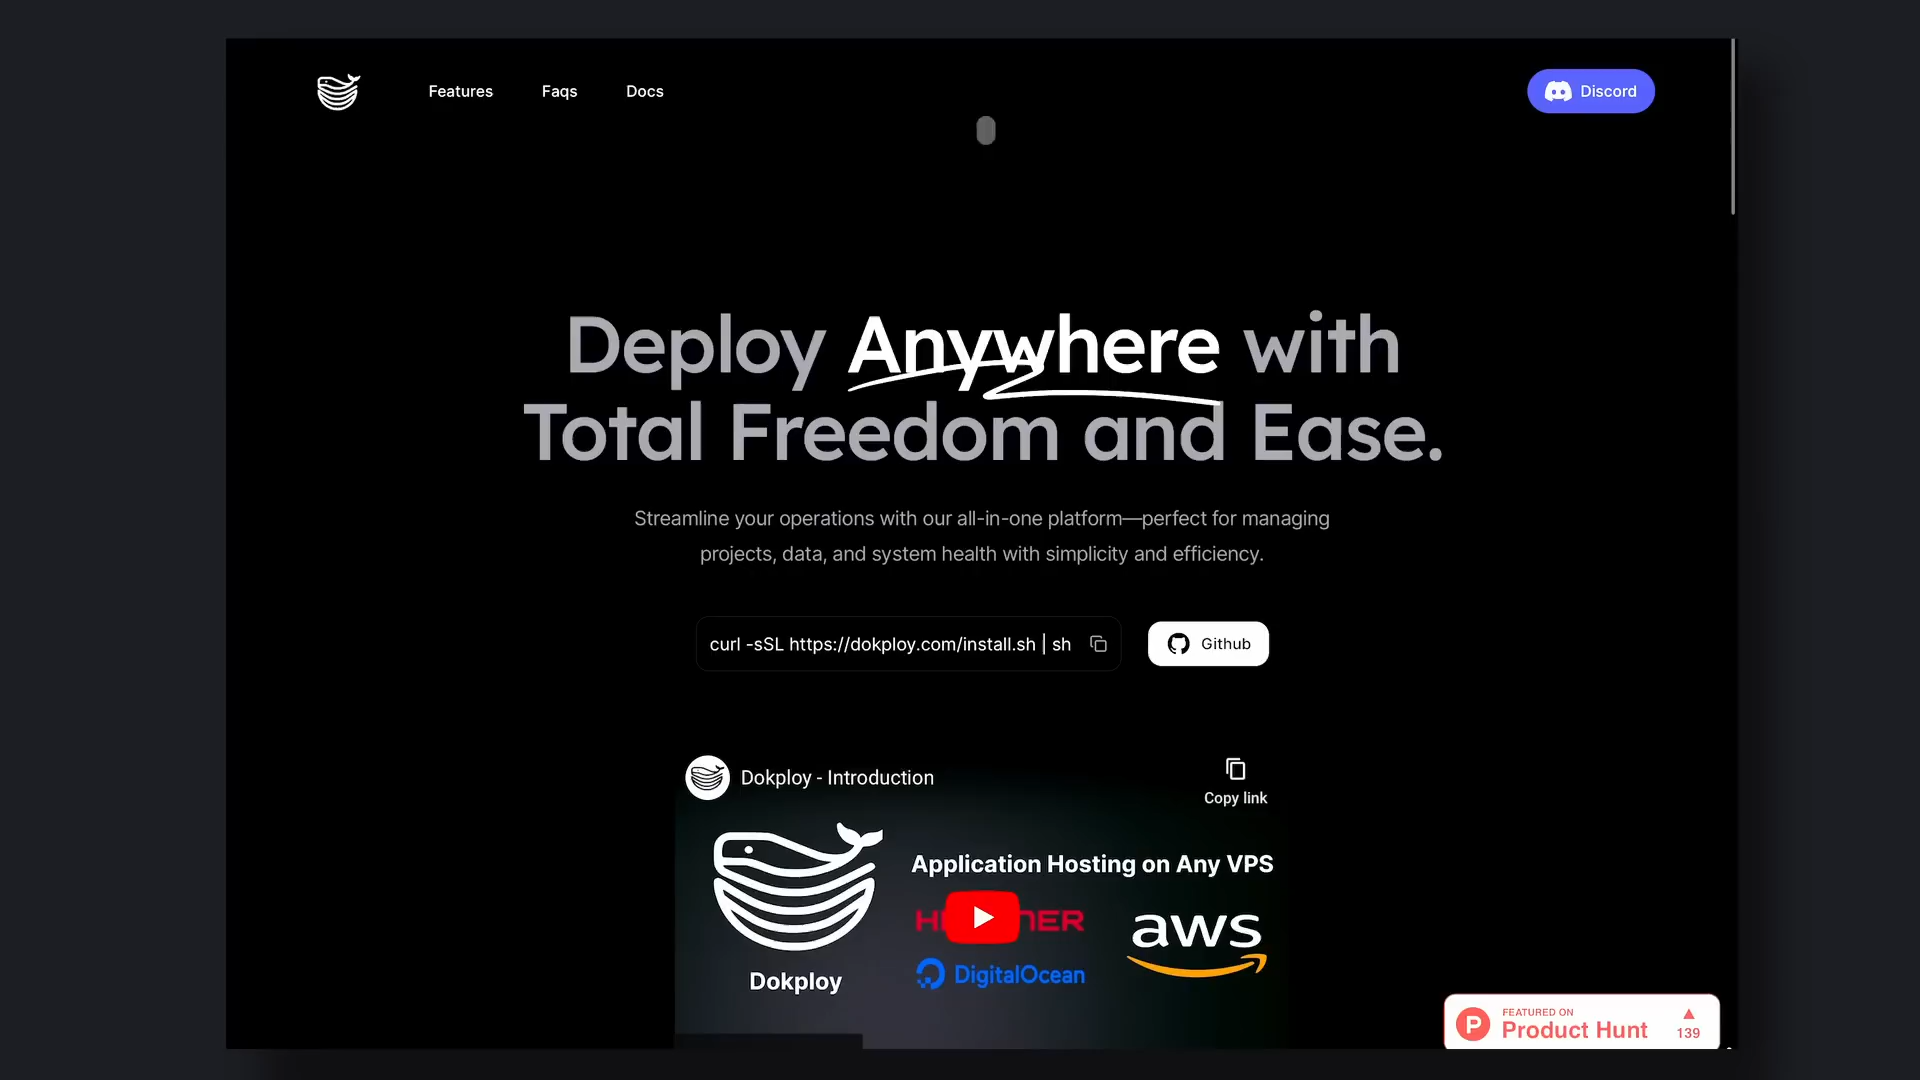 Features
Faqs
Docs
Discord
Deploy Anywhere with
Total Freedom and Ease.
Streamline your operations with our all-in-one platform—perfect for managing
projects, data, and system health with simplicity and efficiency.
curl -sSL https://dokploy.com/install.sh | sh
Github
Dokploy - Introduction
Copy link
Application Hosting on Any VPS
aws
DigitalOcean
Dokploy
FEATURED ON
Product Hunt
139